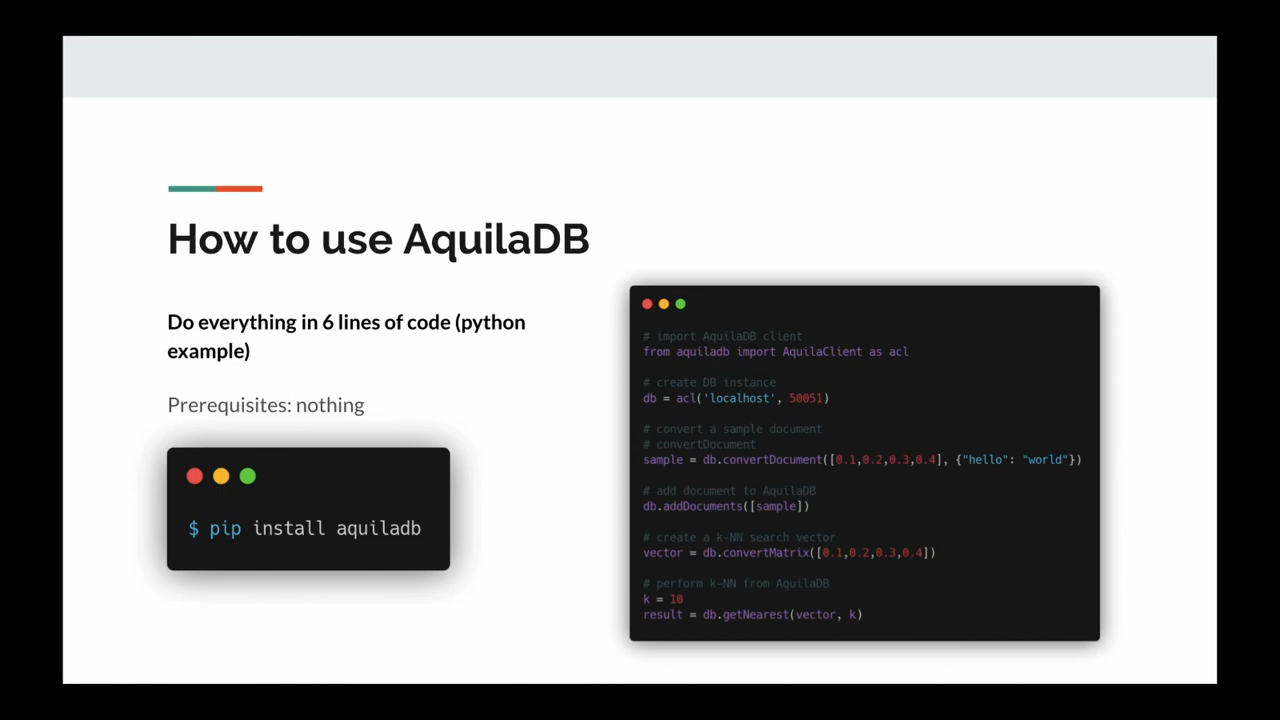 How to use AquilaDB
Do everything in 6 lines of code (python
example)
Prerequisites: nothing
$ pip install aquiladb
# import AquilaDB client
from aquiladb import AquilaClient as acl
# create DB instance
db = acl('localhost', 50051)
# convert a sample document
# convertDocument
sample = db.convertDocument([0.1,0.2,0.3,0.4], {"hello": "world"})
# add document to AquilaDB
db.addDocuments([sample])
# create a k-NN search vector
vector = db.convertMatrix([0.1,0.2,0.3,0.4])
# perform k-NN from AquilaDB
k = 10
result = db.getNearest(vector, k)